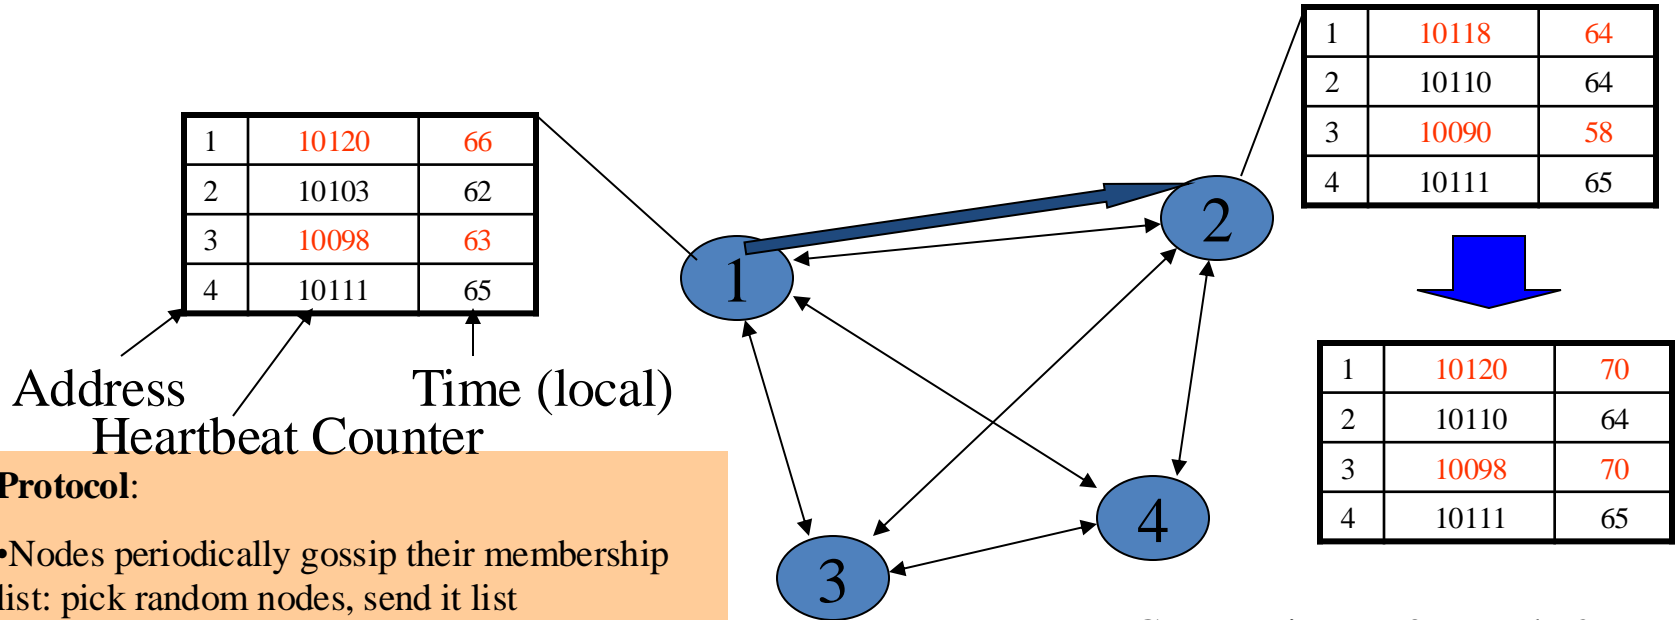 1 10118 64
2 10110 64
3 10090 58
4 10111 65
1 10120 66
2 10103 62
3 10098 63
4 10111 65
1
2
3
4
Address
Time (local)
Heartbeat Counter
1 10120 70
2 10110 64
3 10098 70
4 10111 65
Protocol:
•Nodes periodically gossip their membership
list: pick random nodes, send it list